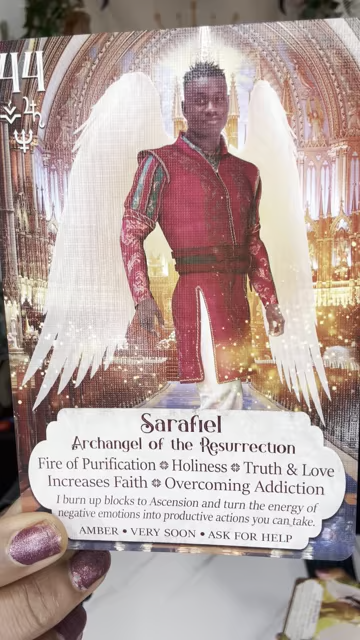 44
Sarafiel
Archangel of the Resurrection
Fire of Purification ❉ Holiness ❉ Truth & Love
Increases Faith ❉ Overcoming Addiction
I burn up blocks to Ascension and turn the energy of
negative emotions into productive actions you can take.
AMBER • VERY SOON • ASK FOR HELP